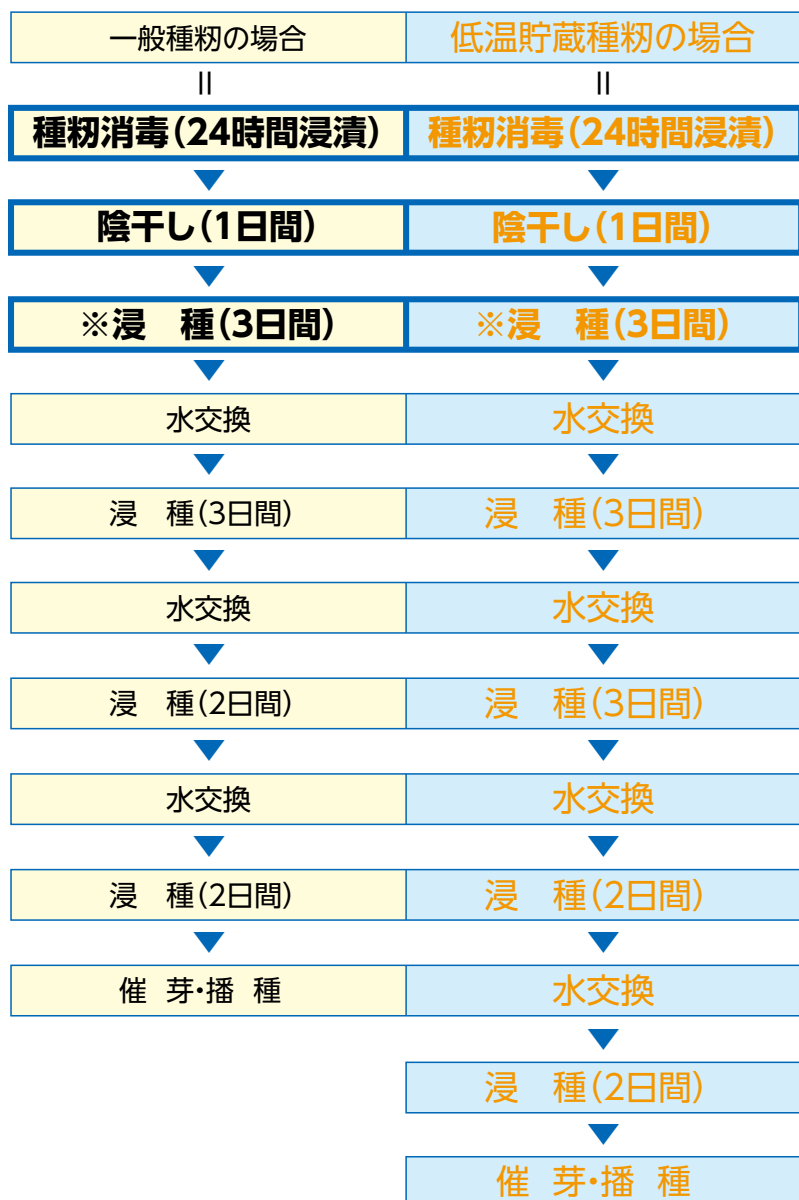 一般種籾の場合 低温貯蔵種籾の場合
= =
種籾消毒(24時間浸漬) 種籾消毒(24時間浸漬)
陰干し(1日間) 陰干し(1日間)
※浸　種(3日間) ※浸　種(3日間)
水交換 水交換
浸　種(3日間) 浸　種(3日間)
水交換 水交換
浸　種(2日間) 浸　種(3日間)
水交換 水交換
浸　種(2日間) 浸　種(2日間)
催 芽・播 種 水交換
浸　種(2日間)
催 芽・播 種